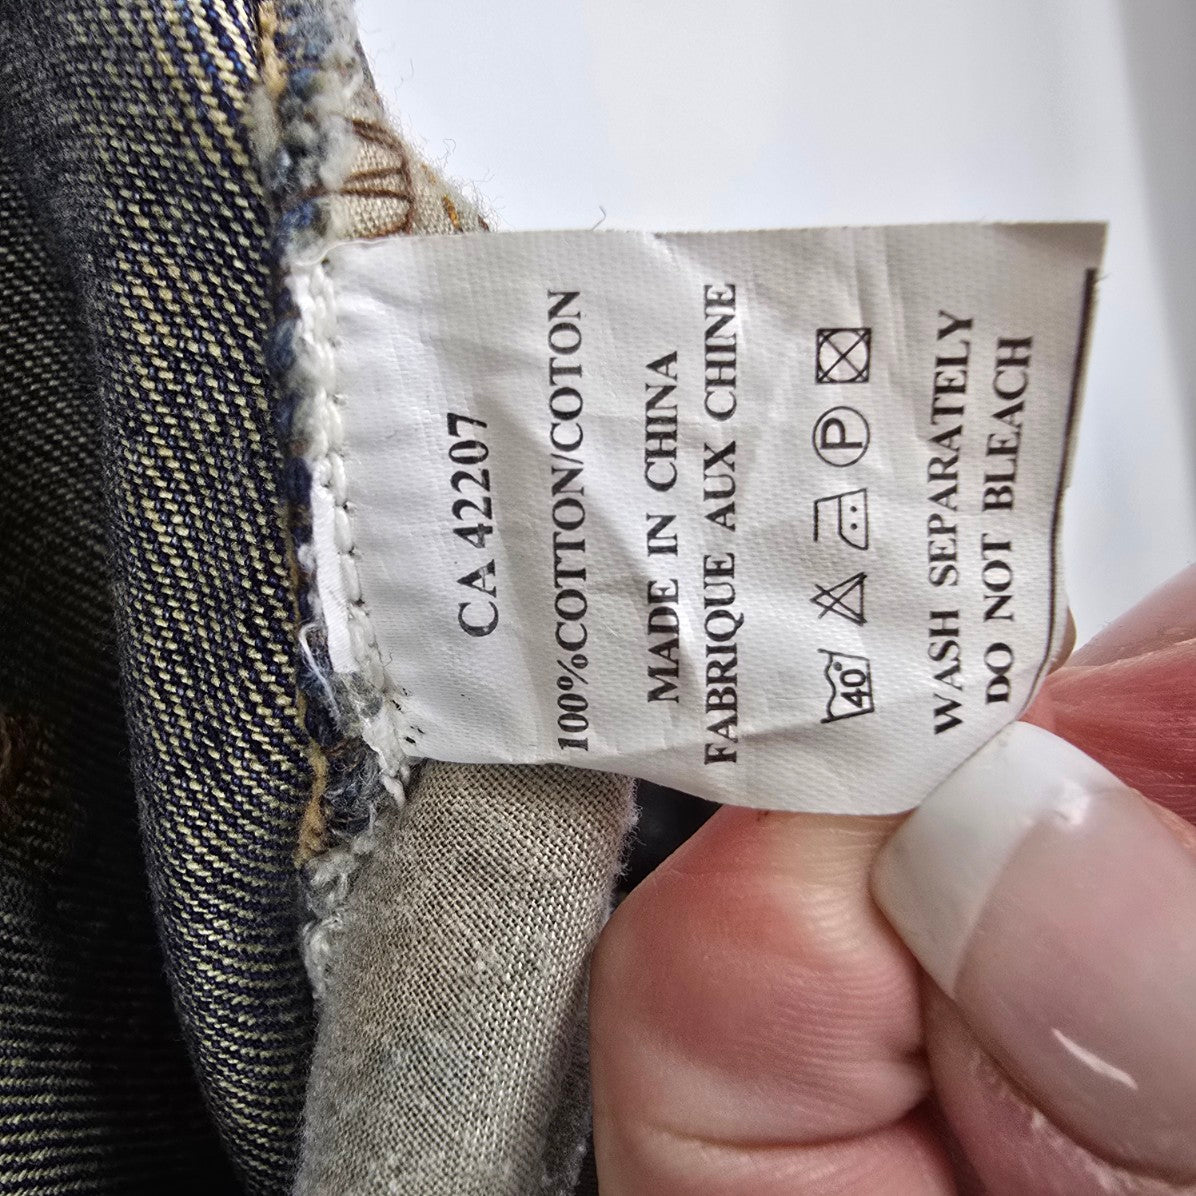 CA 42207
100%COTTON/COTON
MADE IN CHINA
FABRIQUE AUX CHINE
40° P
WASH SEPARATELY
DO NOT BLEACH